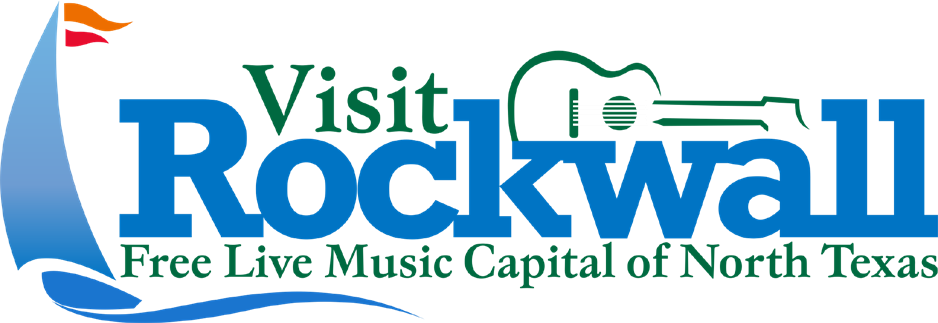 Visit
Rockwall
Free Live Music Capital of North Texas